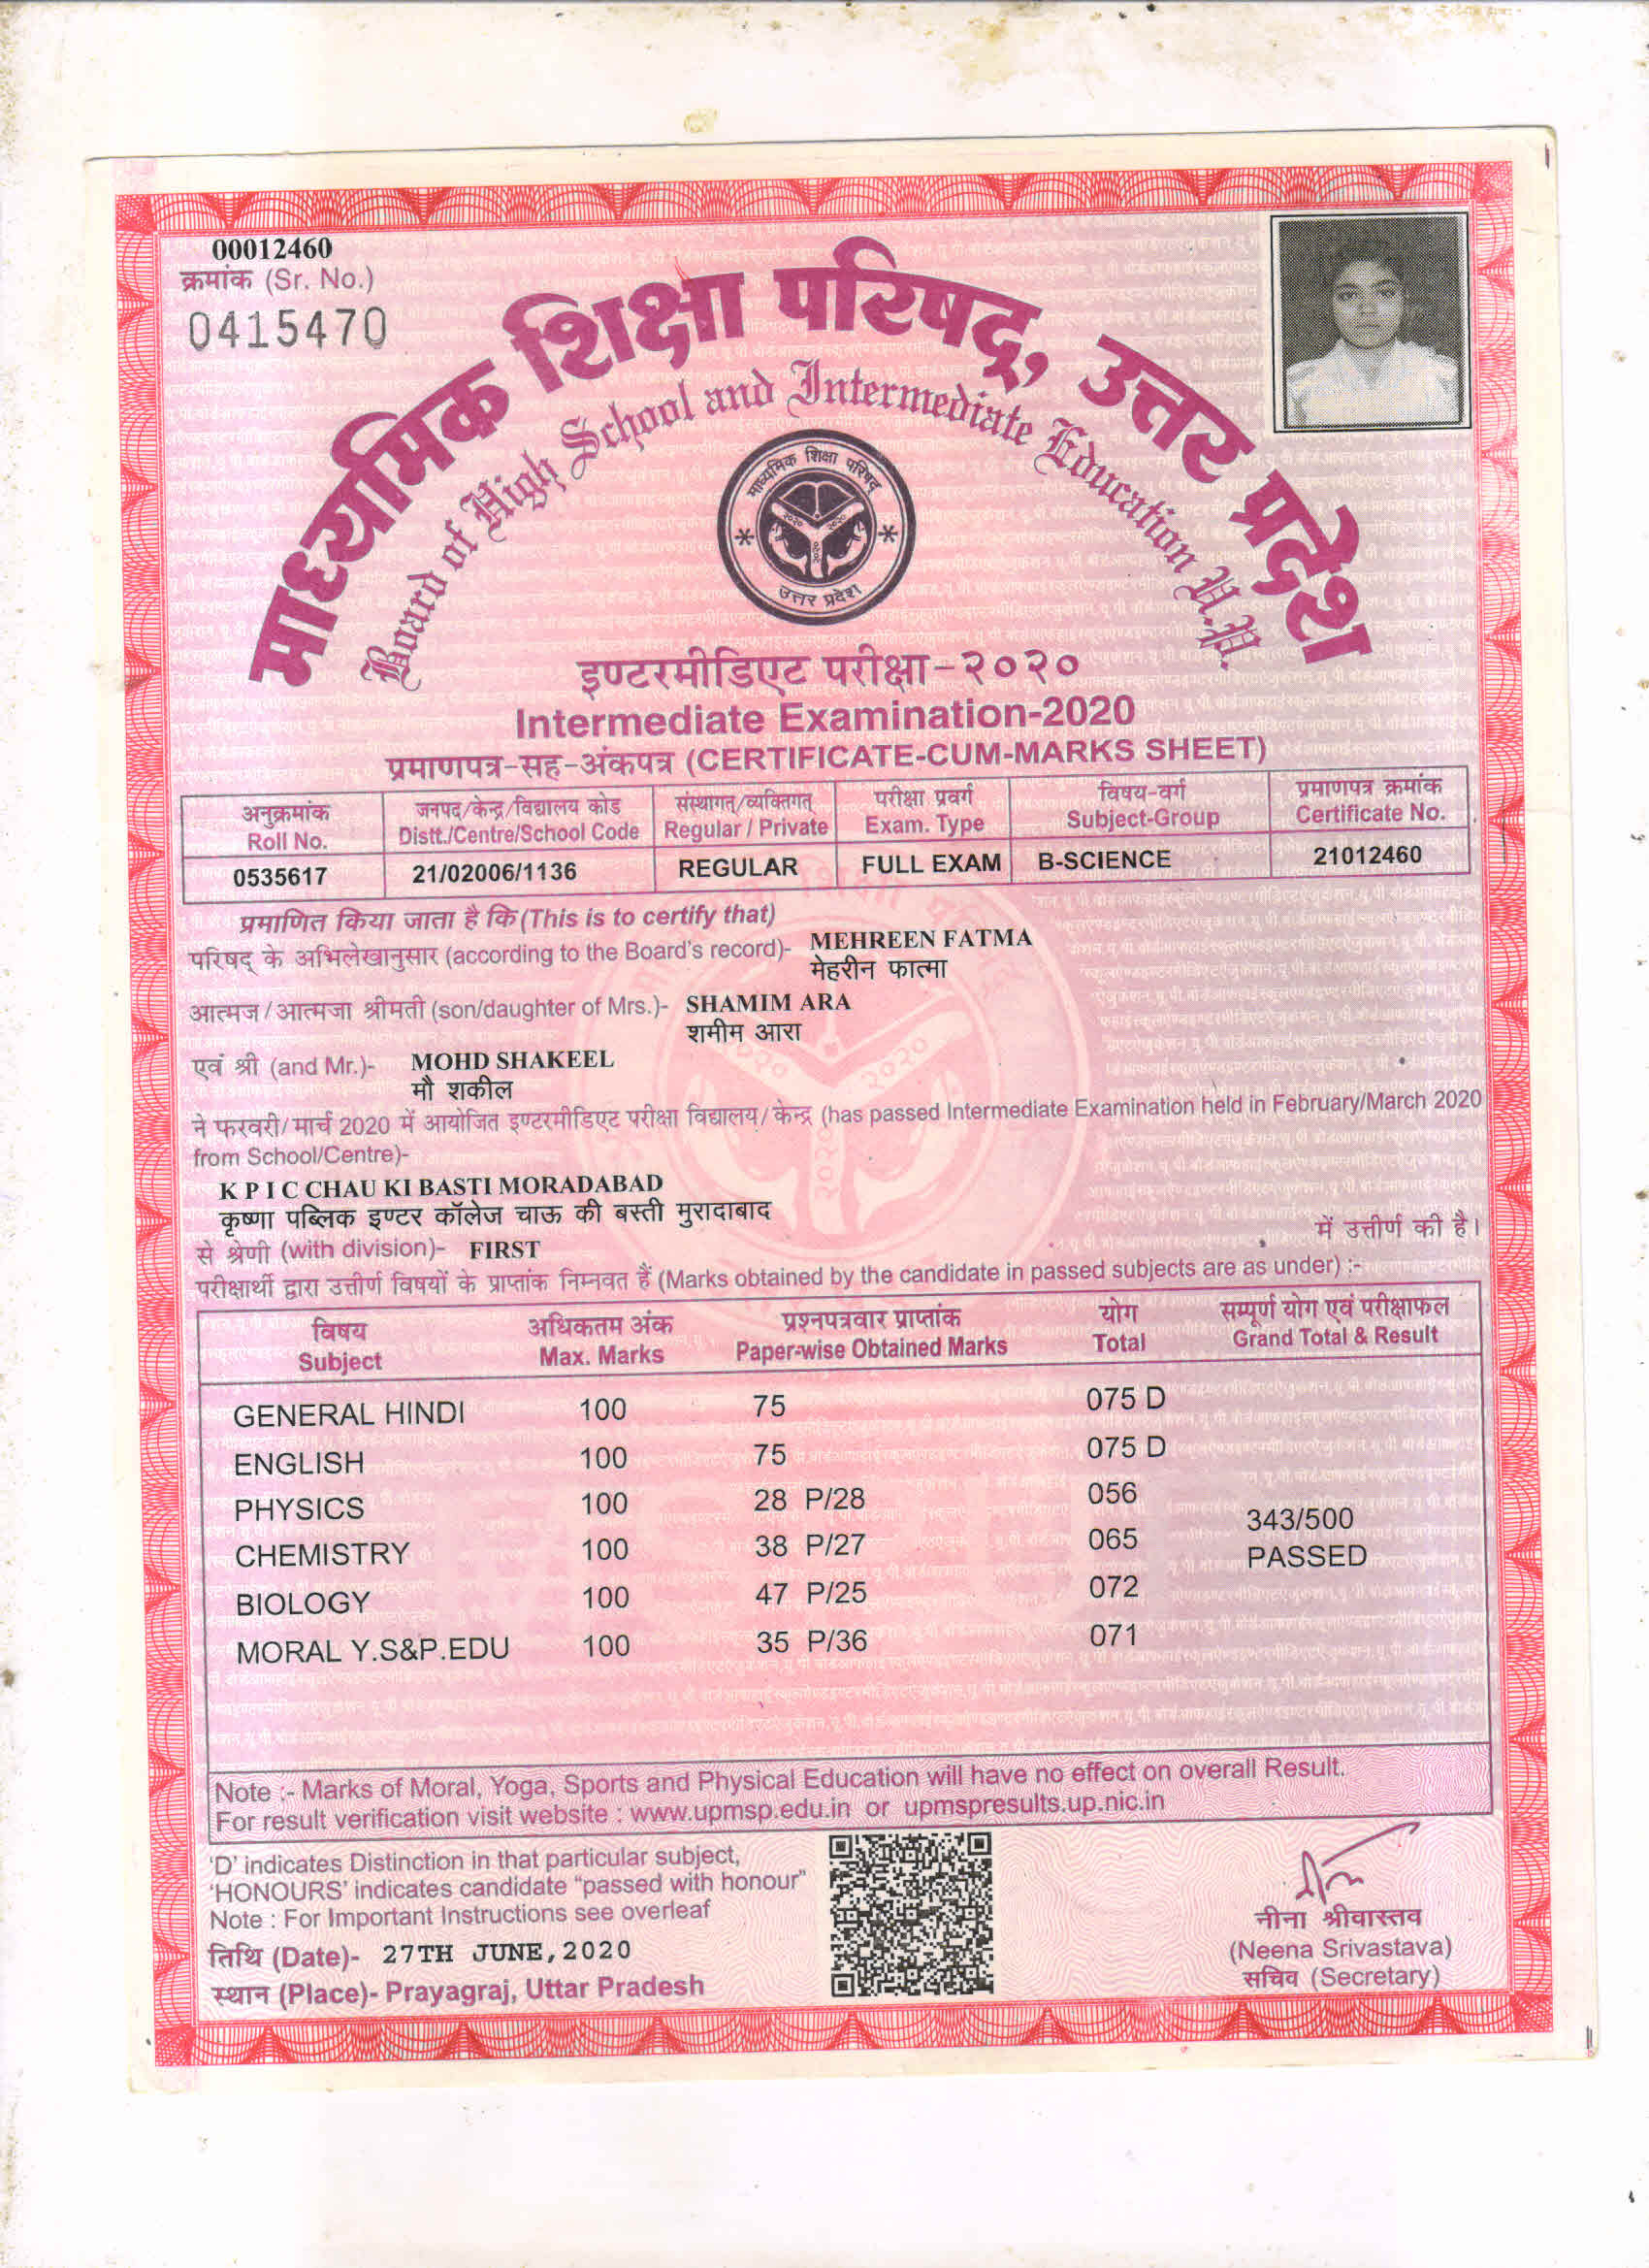 00012460
क्रमांक (Sr. No.)
0415470
माध्यमिक शिक्षा परिषद्, उत्तर प्रदेश
Board of High School and Intermediate Education U.P.
माध्यमिक शिक्षा परिषद्
उत्तर प्रदेश
इण्टरमीडिएट परीक्षा-२०२०
Intermediate Examination-2020
प्रमाणपत्र-सह-अंकपत्र (CERTIFICATE-CUM-MARKS SHEET)
अनुक्रमांक जनपद/केन्द्र/विद्यालय कोड संस्थागत/व्यक्तिगत परीक्षा प्रवर्ग विषय-वर्ग प्रमाणपत्र क्रमांक
Roll No. Distt./Centre/School Code Regular / Private Exam. Type Subject-Group Certificate No.
0535617 21/02006/1136 REGULAR FULL EXAM B-SCIENCE 21012460
प्रमाणित किया जाता है कि (This is to certify that)
परिषद् के अभिलेखानुसार (according to the Board's record)- MEHREEN FATMA
मेहरीन फात्मा
आत्मज/आत्मजा श्रीमती (son/daughter of Mrs.)- SHAMIM ARA
शमीम आरा
एवं श्री (and Mr.)- MOHD SHAKEEL
मौ शकील
ने फरवरी/मार्च 2020 में आयोजित इण्टरमीडिएट परीक्षा विद्यालय/केन्द्र (has passed Intermediate Examination held in February/March 2020
from School/Centre)-
K P I C CHAU KI BASTI MORADABAD
कृष्णा पब्लिक इण्टर कॉलेज चाऊ की बस्ती मुरादाबाद
से श्रेणी (with division)- FIRST में उत्तीर्ण की है।
परीक्षार्थी द्वारा उत्तीर्ण विषयों के प्राप्तांक निम्नवत हैं (Marks obtained by the candidate in passed subjects are as under) :-
विषय अधिकतम अंक प्रश्नपत्रवार प्राप्तांक योग सम्पूर्ण योग एवं परीक्षाफल
Subject Max. Marks Paper-wise Obtained Marks Total Grand Total & Result
GENERAL HINDI 100 75 075 D
ENGLISH 100 75 075 D
PHYSICS 100 28 P/28 056
343/500
CHEMISTRY 100 38 P/27 065
PASSED
BIOLOGY 100 47 P/25 072
MORAL Y.S&P.EDU 100 35 P/36 071
Note :- Marks of Moral, Yoga, Sports and Physical Education will have no effect on overall Result.
For result verification visit website : www.upmsp.edu.in or upmspresults.up.nic.in
'D' indicates Distinction in that particular subject,
'HONOURS' indicates candidate "passed with honour"
Note : For Important Instructions see overleaf
तिथि (Date)- 27TH JUNE,2020
स्थान (Place)- Prayagraj, Uttar Pradesh
नीना श्रीवास्तव
(Neena Srivastava)
सचिव (Secretary)